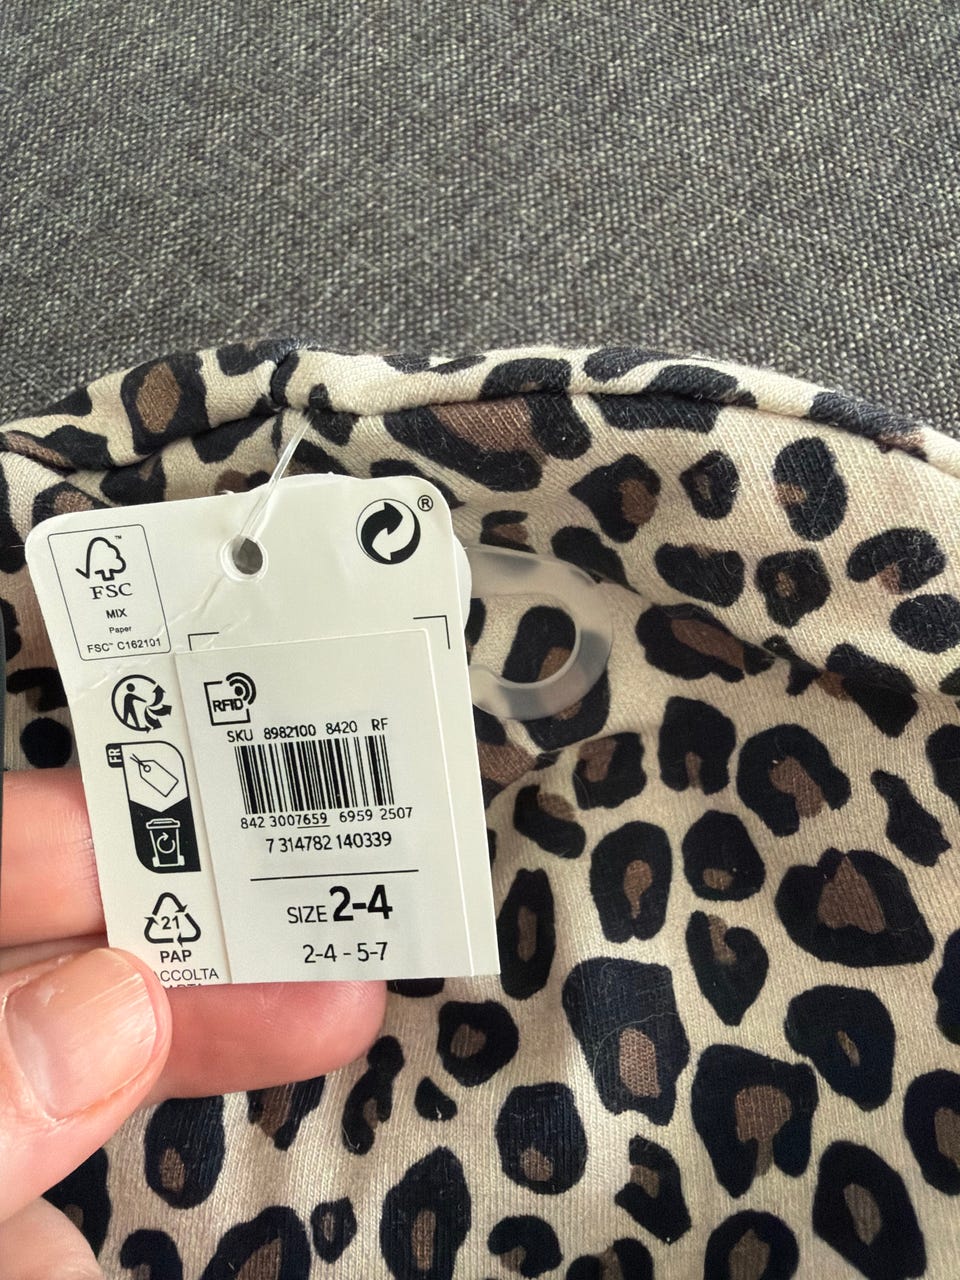 ®
™
FSC
MIX
Paper
FSC™ C162101
RFID
SKU 8982100 8420 RF
842 3007659 6959 2507
7 314782 140339
SIZE 2-4
2-4 - 5-7
FR
21
PAP